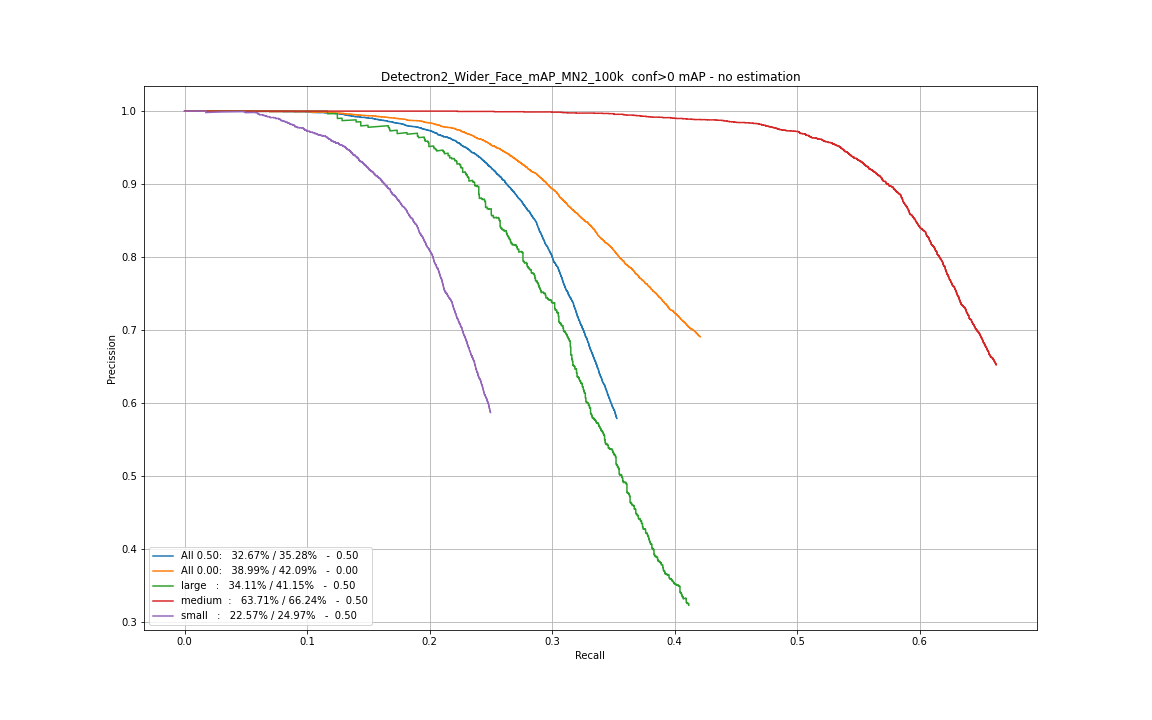 Detectron2_Wider_Face_mAP_MN2_100k conf>0 mAP - no estimation
Precission
1.0
0.9
0.8
0.7
0.6
0.5
0.4
0.3
All 0.50: 32.67% / 35.28% - 0.50
All 0.00: 38.99% / 42.09% - 0.00
large : 34.11% / 41.15% - 0.50
medium : 63.71% / 66.24% - 0.50
small : 22.57% / 24.97% - 0.50
0.0 0.1 0.2 0.3 0.4 0.5 0.6
Recall